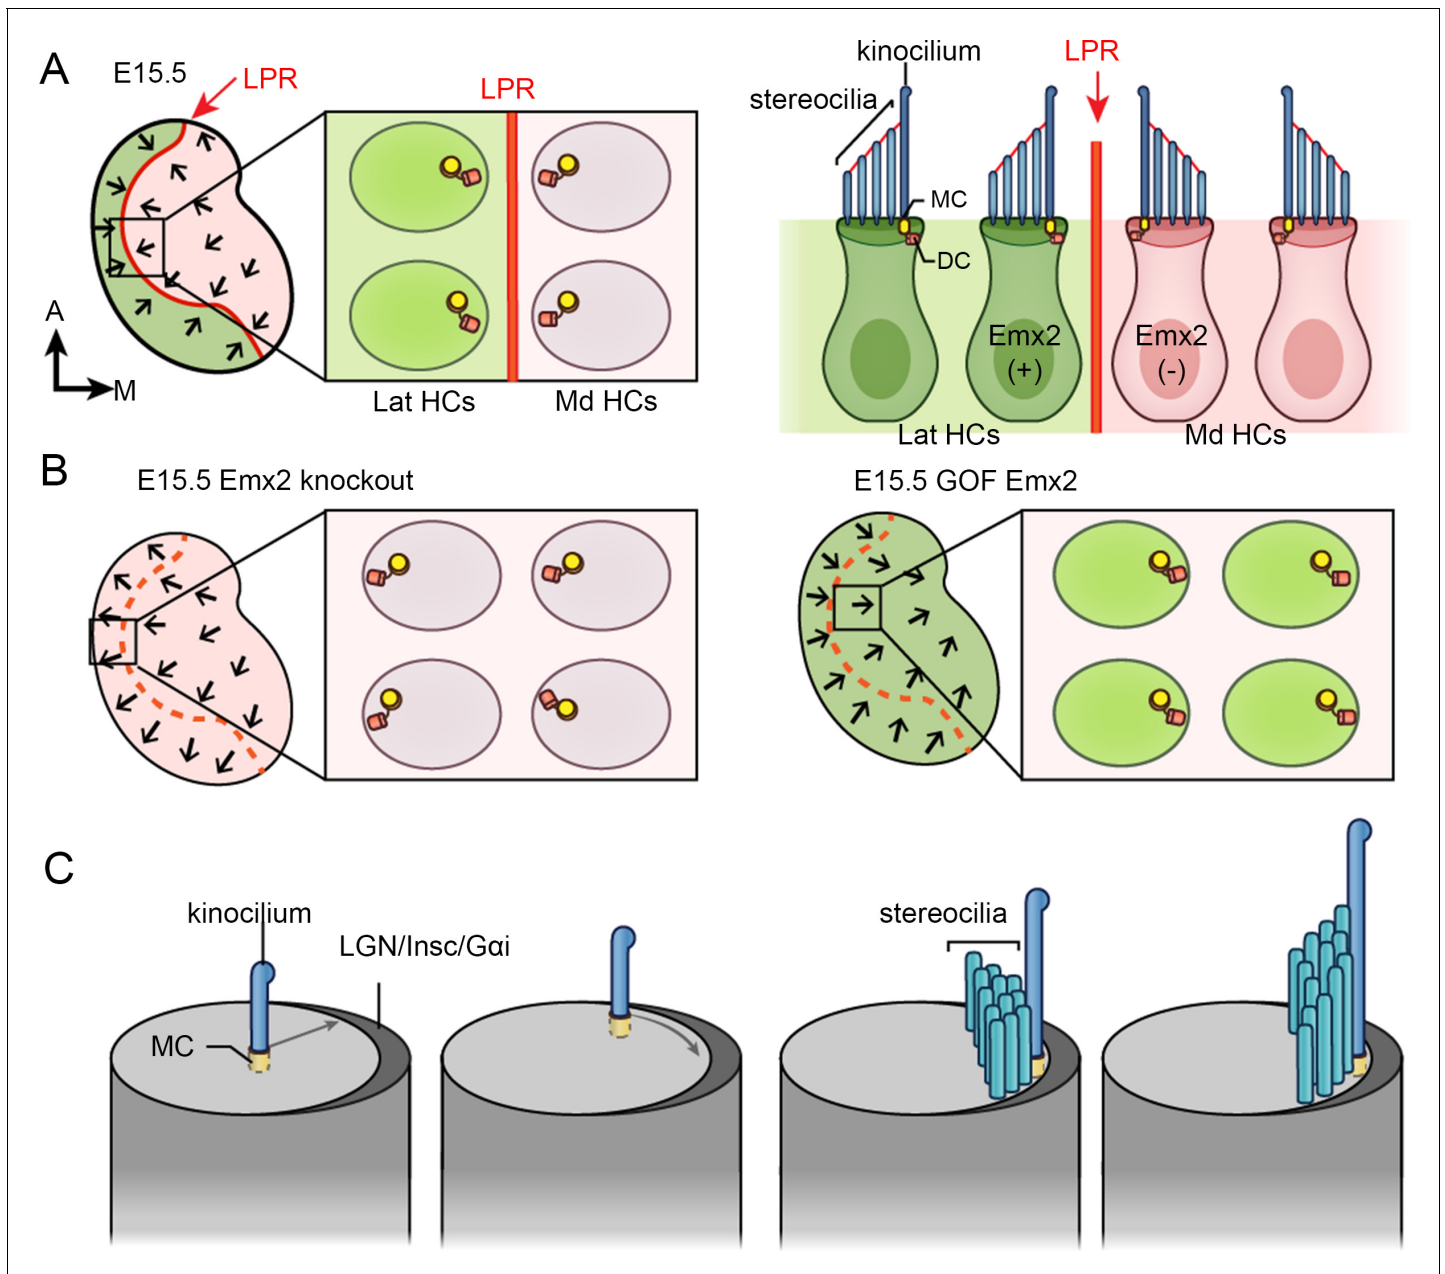 A
E15.5
LPR
LPR
Lat HCs
Md HCs
A
M
kinocilium
stereocilia
LPR
MC
DC
Emx2
(+)
Emx2
(-)
Lat HCs
Md HCs
B
E15.5 Emx2 knockout
E15.5 GOF Emx2
C
kinocilium
LGN/Insc/Gαi
MC
stereocilia